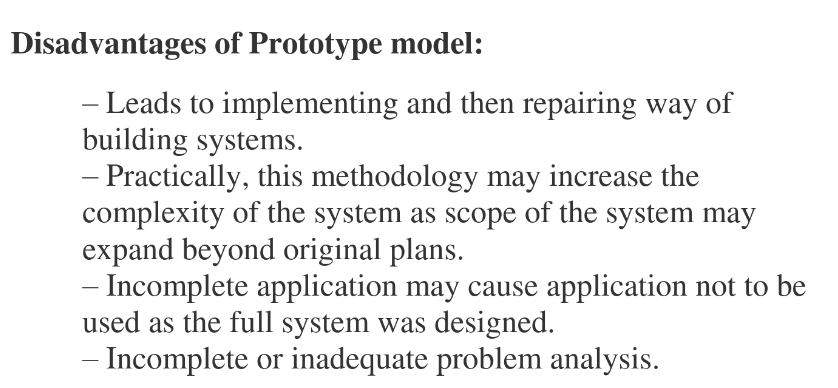 Disadvantages of Prototype model:
– Leads to implementing and then repairing way of
building systems.
– Practically, this methodology may increase the
complexity of the system as scope of the system may
expand beyond original plans.
– Incomplete application may cause application not to be
used as the full system was designed.
– Incomplete or inadequate problem analysis.